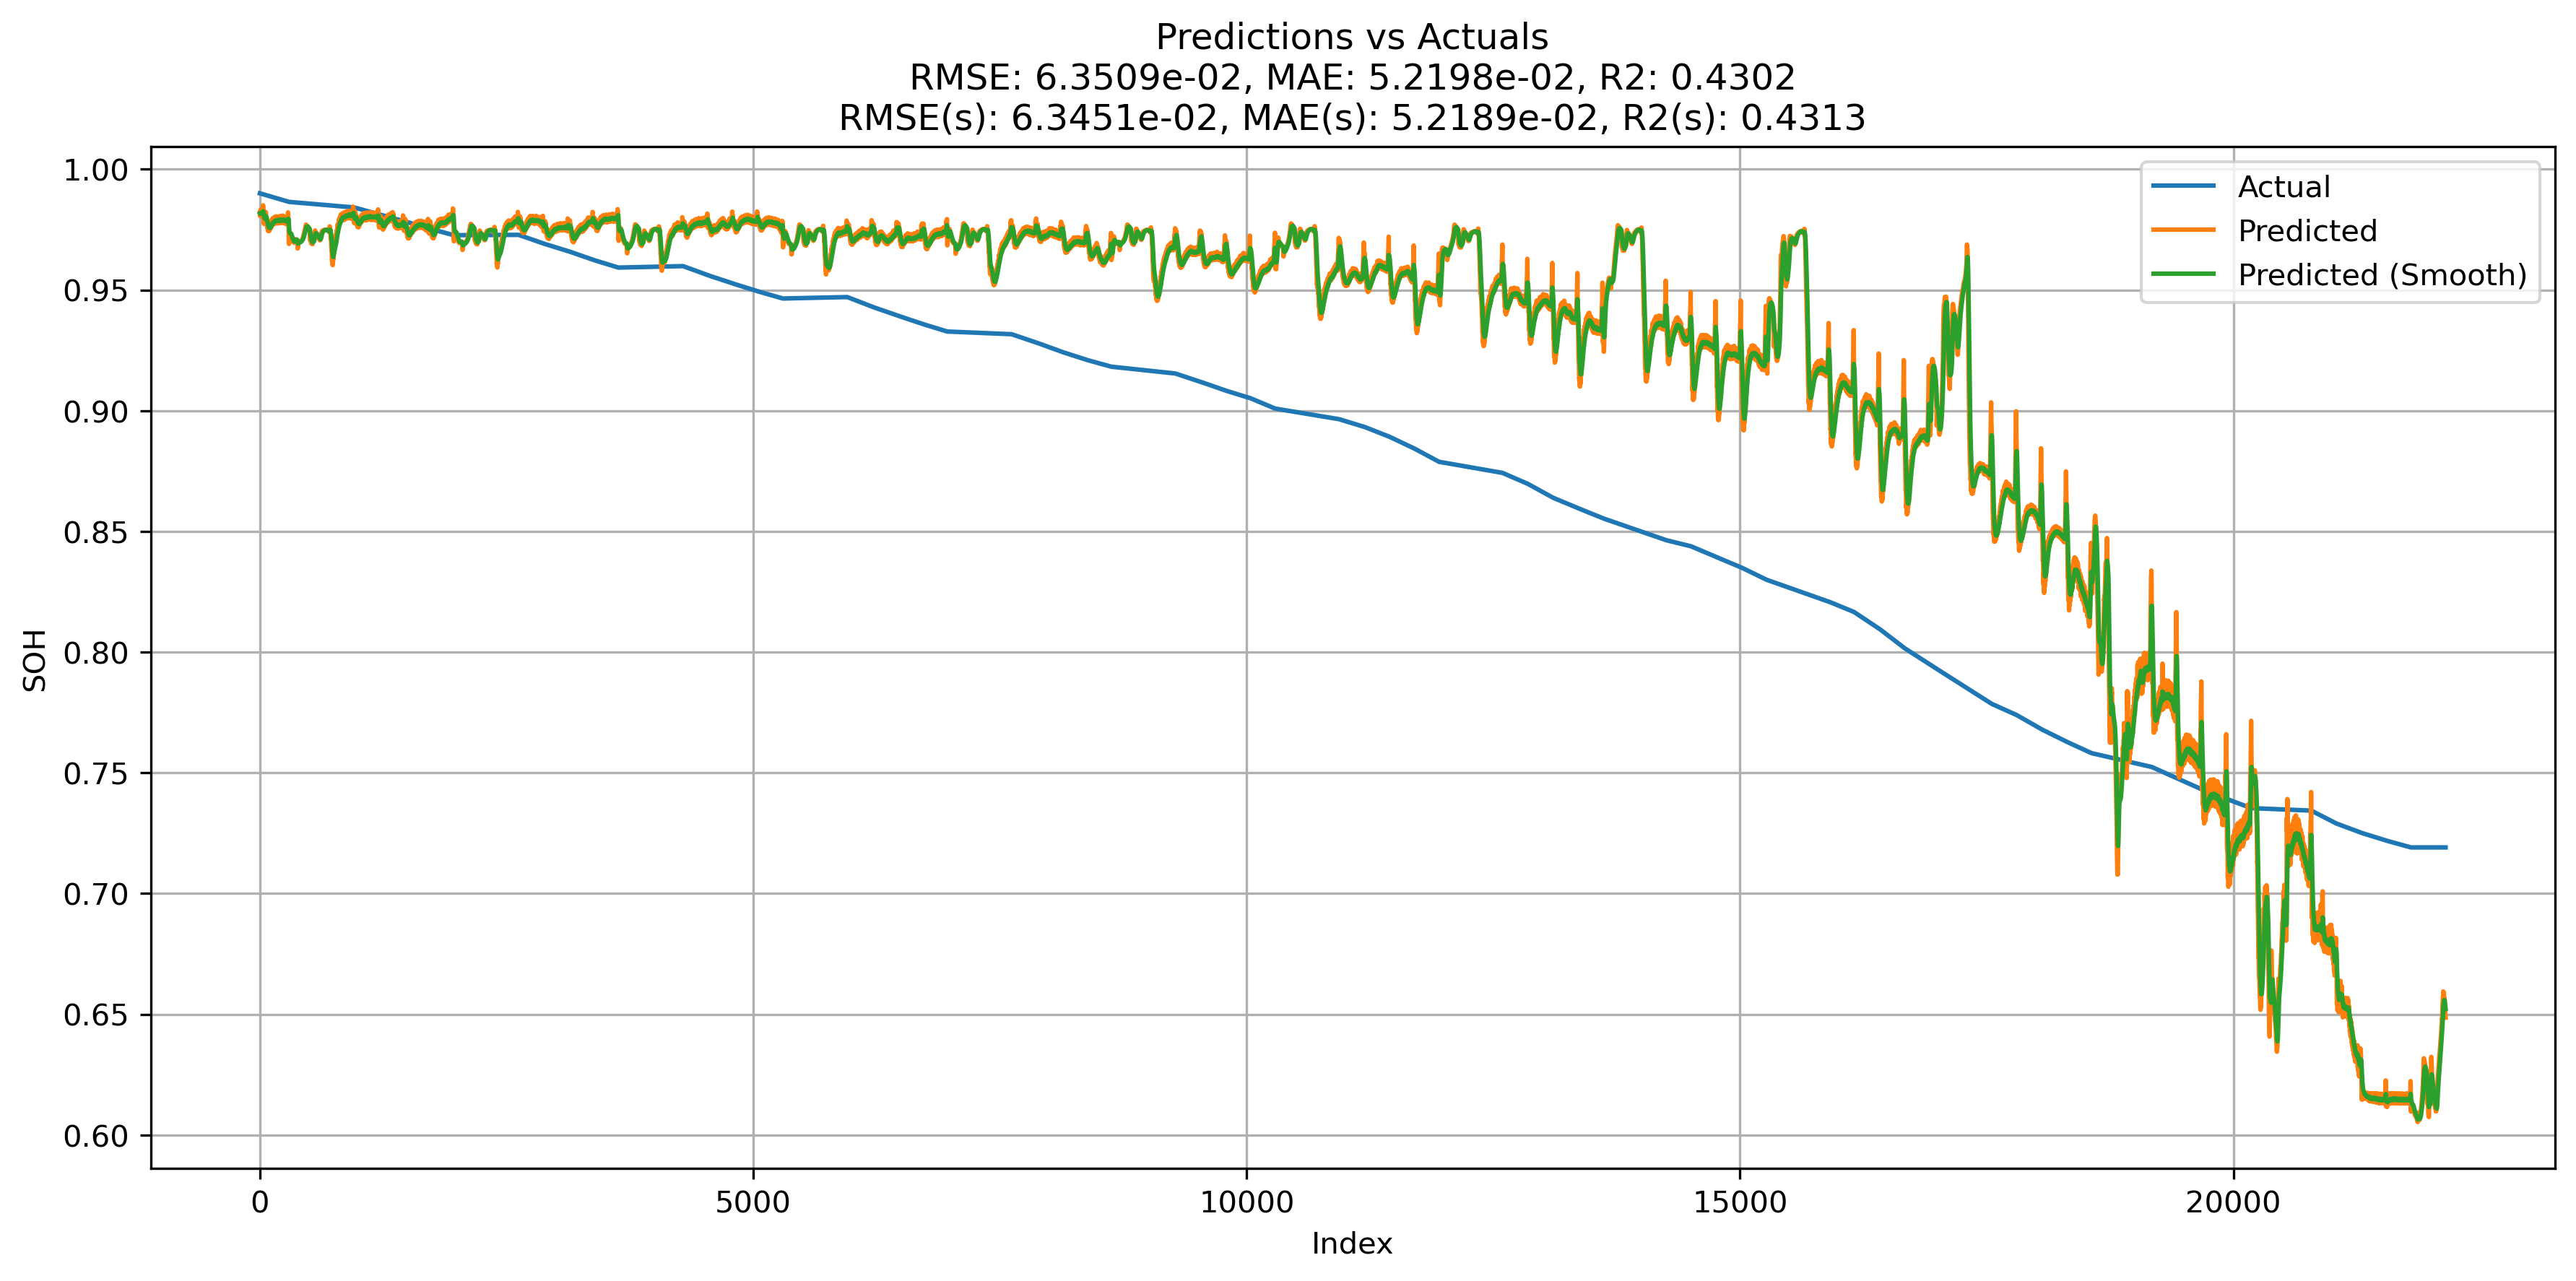 Predictions vs Actuals
RMSE: 6.3509e-02, MAE: 5.2198e-02, R2: 0.4302
RMSE(s): 6.3451e-02, MAE(s): 5.2189e-02, R2(s): 0.4313
Actual
Predicted
Predicted (Smooth)
SOH
1.00
0.95
0.90
0.85
0.80
0.75
0.70
0.65
0.60
0
5000
10000
15000
20000
Index